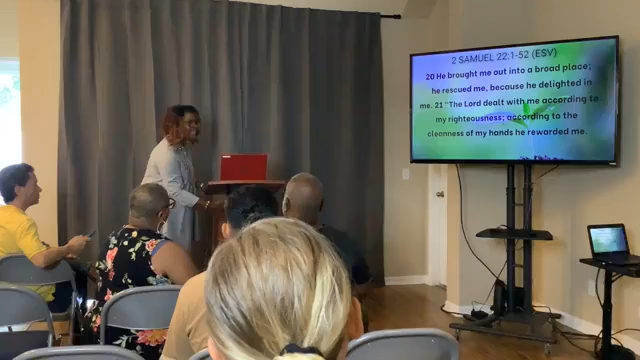 2 SAMUEL 22:1-52 (ESV)
20 He brought me out into a broad place;
he rescued me, because he delighted in
me. 21 "The Lord dealt with me according to
my righteousness; according to the
cleanness of my hands he rewarded me.